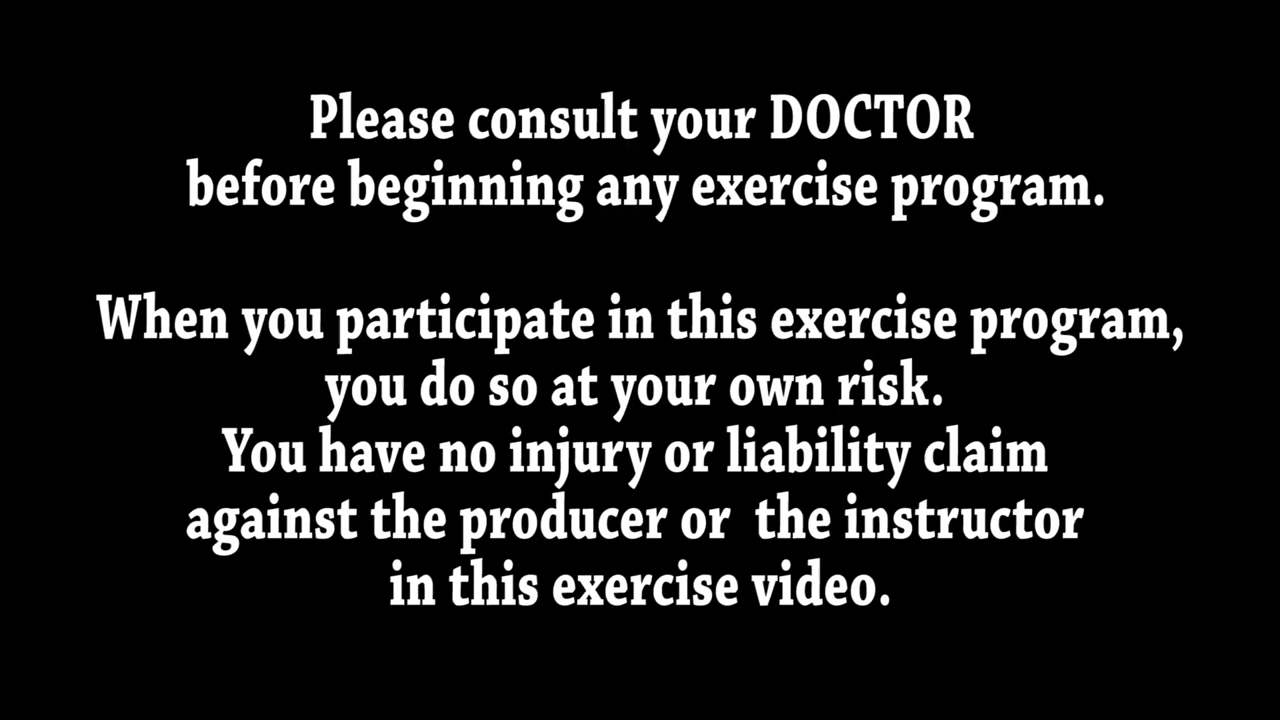 Please consult your DOCTOR
before beginning any exercise program.
When you participate in this exercise program,
you do so at your own risk.
You have no injury or liability claim
against the producer or  the instructor
in this exercise video.